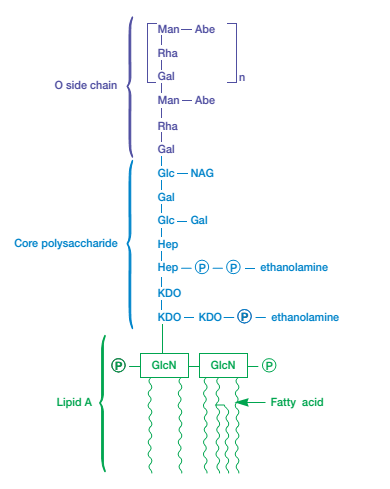 Man — Abe
Rha
Gal
n
O side chain
Man — Abe
Rha
Gal
Glc — NAG
Gal
Glc — Gal
Core polysaccharide
Hep
Hep — P — P — ethanolamine
KDO
KDO — KDO — P — ethanolamine
P — GlcN GlcN — P
Lipid A
Fatty acid